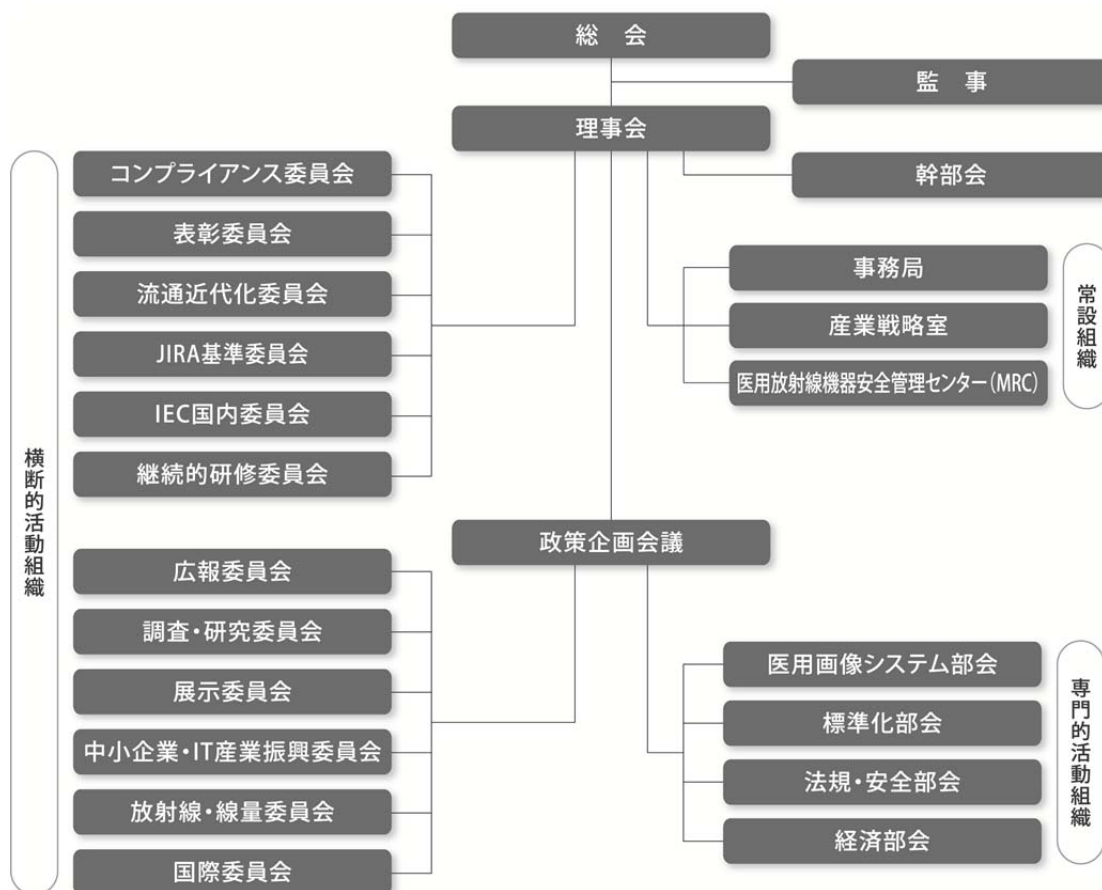 総　会
監　事
理事会
幹部会
横断的活動組織
コンプライアンス委員会
表彰委員会
流通近代化委員会
JIRA基準委員会
IEC国内委員会
継続的研修委員会
事務局
産業戦略室
医用放射線機器安全管理センター（MRC）
常設組織
政策企画会議
広報委員会
調査・研究委員会
展示委員会
中小企業・IT産業振興委員会
放射線・線量委員会
国際委員会
医用画像システム部会
標準化部会
法規・安全部会
経済部会
専門的活動組織